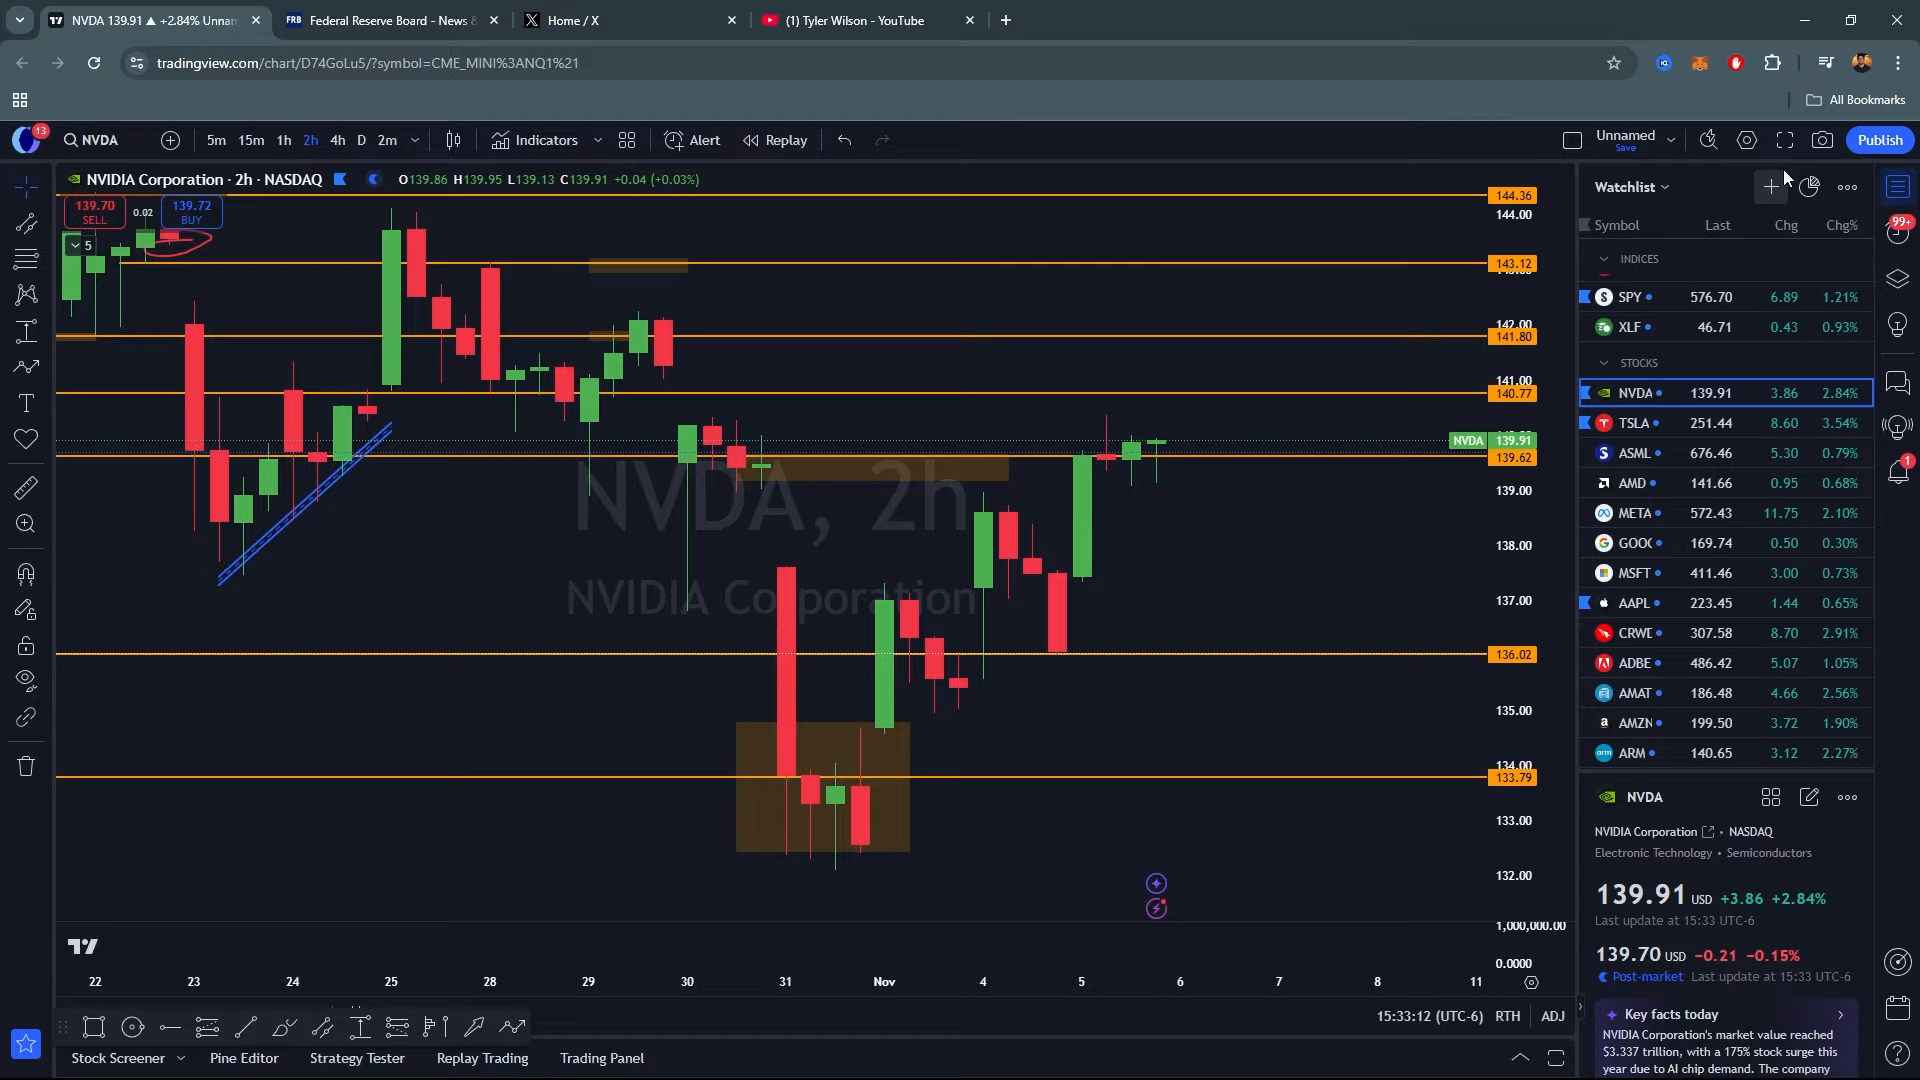 NVDA 139.91 ▲ +2.84% Unnam
Federal Reserve Board - News &
Home / X
(1) Tyler Wilson - YouTube
tradingview.com/chart/D74GoLu5/?symbol=CME_MINI%3ANQ1%21
All Bookmarks
13
NVDA
5m 15m 1h 2h 4h D 2m
Indicators
Alert
Replay
Unnamed
Save
Publish
NVIDIA Corporation · 2h · NASDAQ
O139.86 H139.95 L139.13 C139.91 +0.04 (+0.03%)
139.70
SELL
0.02
139.72
BUY
5
NVDA, 2h
NVIDIA Corporation
144.36
144.00
143.12
142.00
141.80
141.00
140.77
NVDA 139.91
139.62
139.00
138.00
137.00
136.02
135.00
134.00
133.79
133.00
132.00
1,000,000.00
0.0000
22 23 24 25 28 29 30 31 Nov 4 5 6 7 8 11
15:33:12 (UTC-6) RTH ADJ
Stock Screener
Pine Editor
Strategy Tester
Replay Trading
Trading Panel
Watchlist
Symbol Last Chg Chg%
INDICES
SPY 576.70 6.89 1.21%
XLF 46.71 0.43 0.93%
STOCKS
NVDA 139.91 3.86 2.84%
TSLA 251.44 8.60 3.54%
ASML 676.46 5.30 0.79%
AMD 141.66 0.95 0.68%
META 572.43 11.75 2.10%
GOOC 169.74 0.50 0.30%
MSFT 411.46 3.00 0.73%
AAPL 223.45 1.44 0.65%
CRWD 307.58 8.70 2.91%
ADBE 486.42 5.07 1.05%
AMAT 186.48 4.66 2.56%
AMZN 199.50 3.72 1.90%
ARM 140.65 3.12 2.27%
99+
1
NVDA
NVIDIA Corporation • NASDAQ
Electronic Technology • Semiconductors
139.91 USD +3.86 +2.84%
Last update at 15:33 UTC-6
139.70 USD −0.21 −0.15%
Post-market Last update at 15:33 UTC-6
Key facts today
NVIDIA Corporation's market value reached
$3.337 trillion, with a 175% stock surge this
year due to AI chip demand. The company